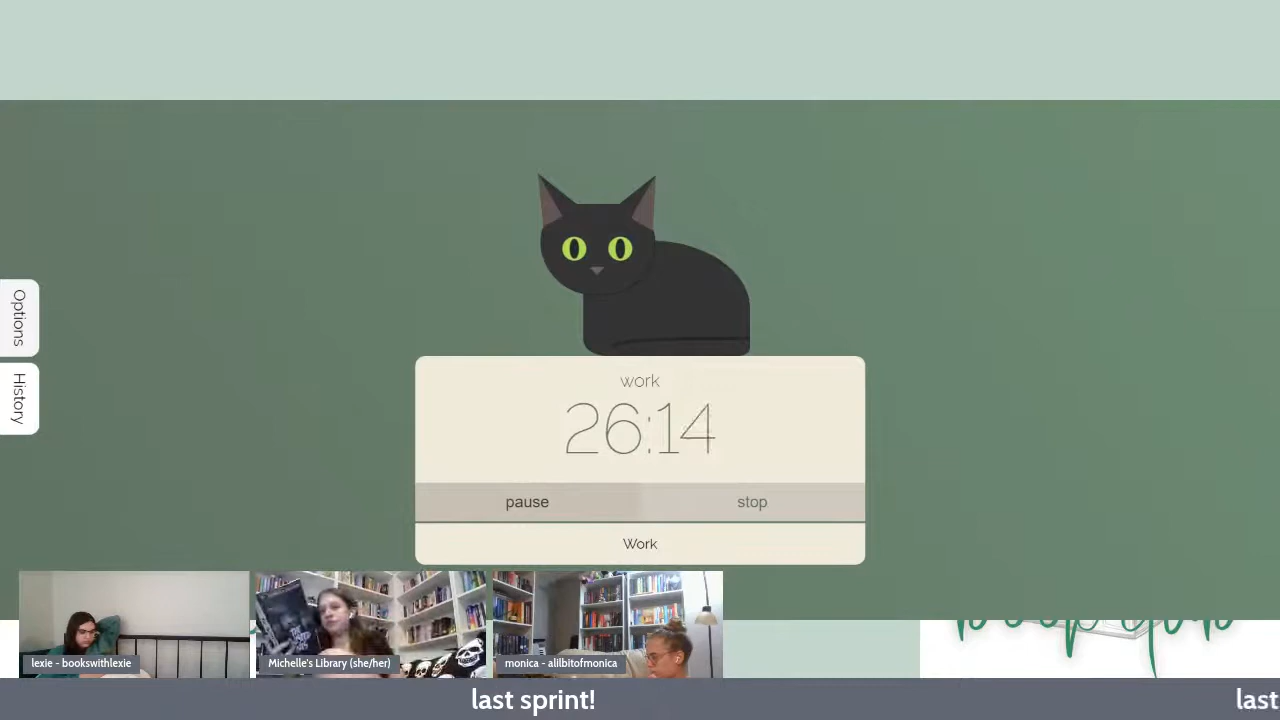 Options
History
work
26:14
pause
stop
Work
lexie - bookswithlexie
Michelle's Library (she/her)
monica - alilbitofmonica
last sprint!
last